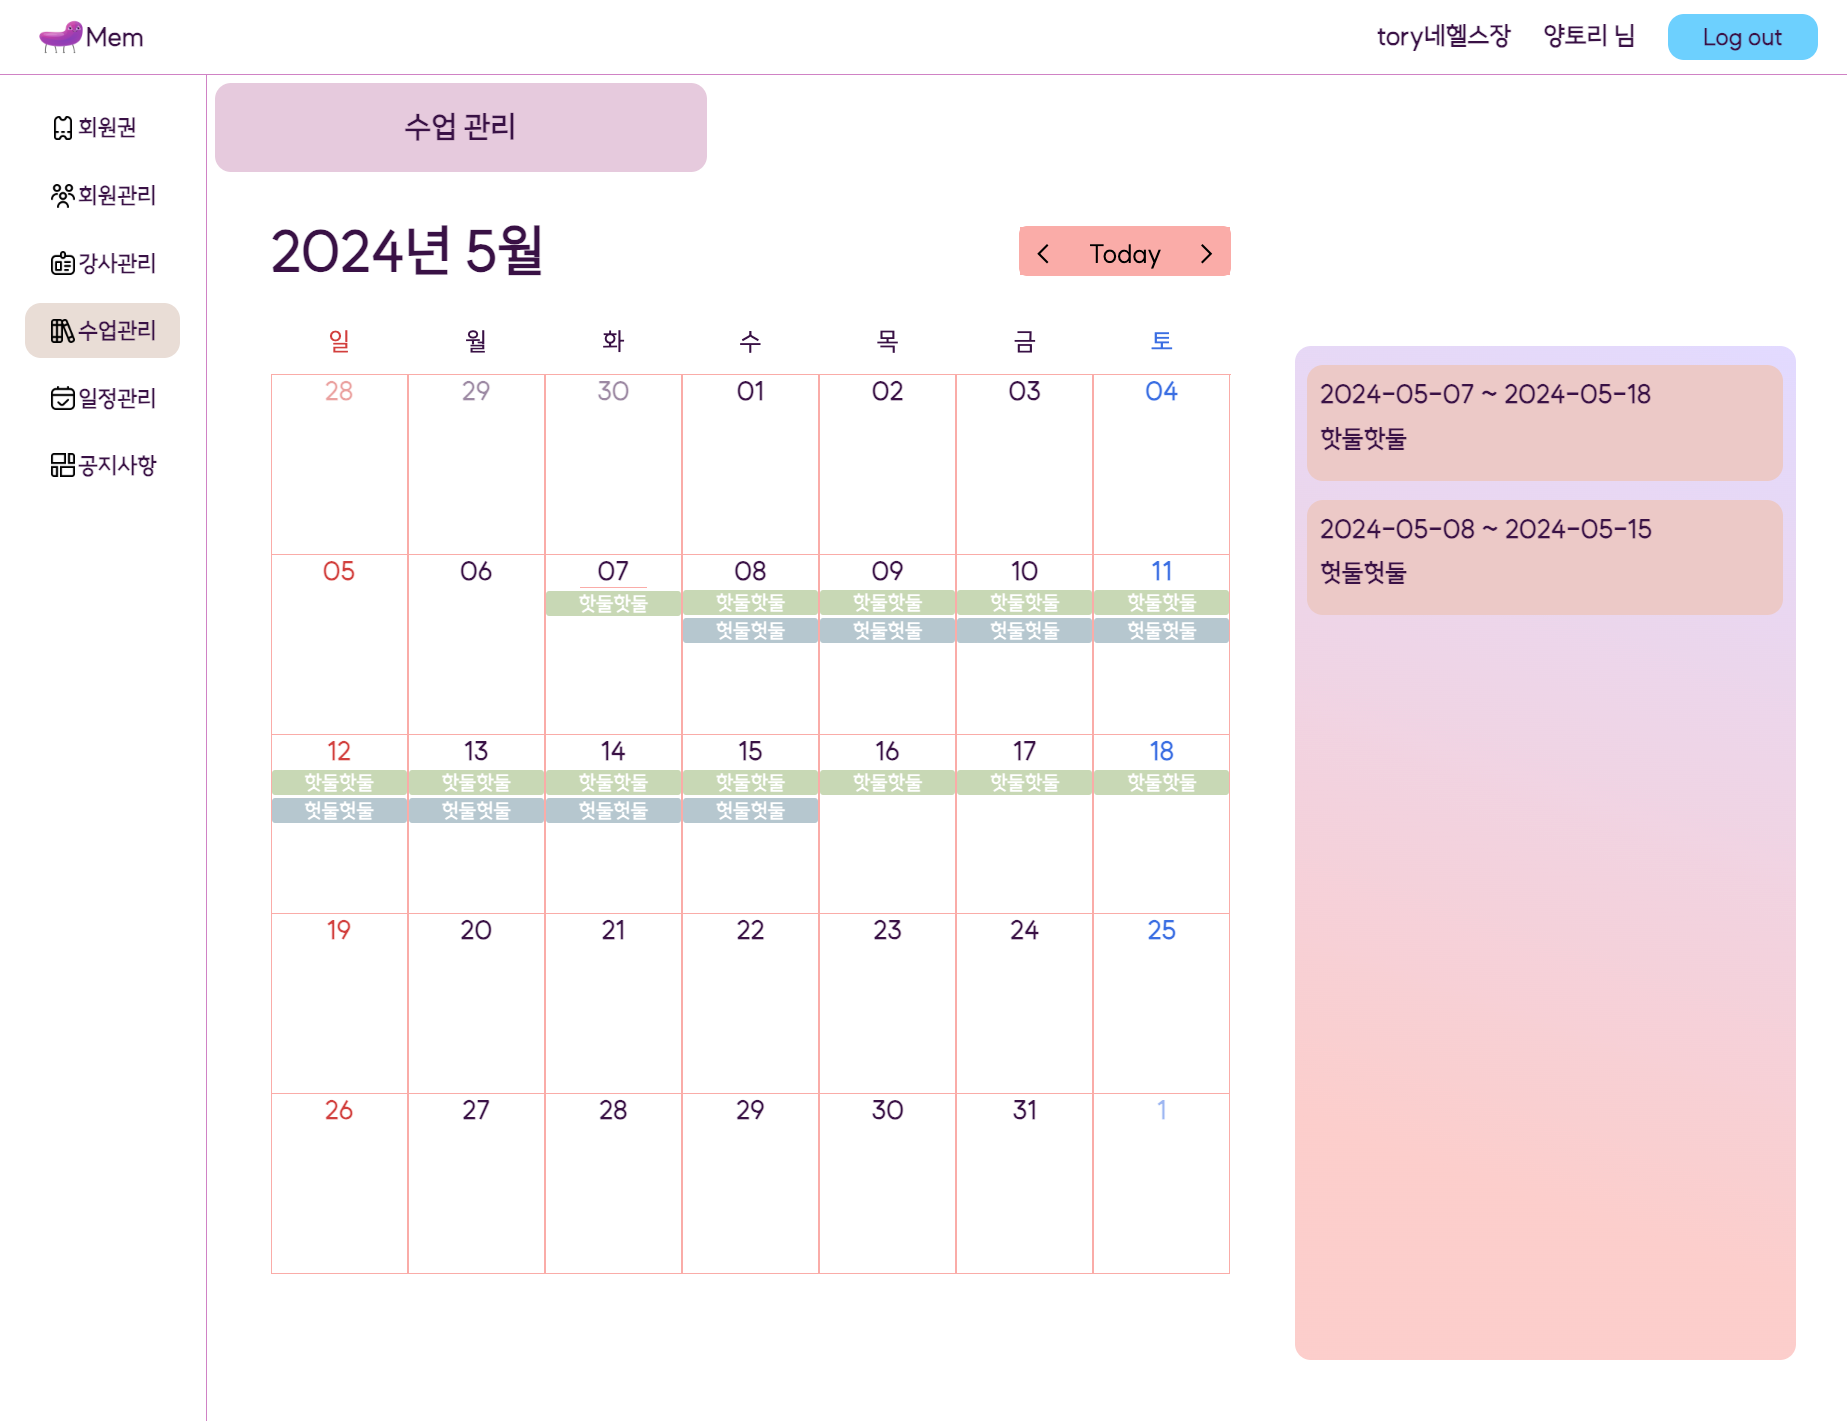 Mem
tory네헬스장 양토리 님 Log out
회원권
회원관리
강사관리
수업관리
일정관리
공지사항
수업 관리
2024년 5월
Today
일 월 화 수 목 금 토
28 29 30 01 02 03 04
05 06 07 08 09 10 11
핫둘핫둘 핫둘핫둘 핫둘핫둘 핫둘핫둘 핫둘핫둘
헛둘헛둘 헛둘헛둘 헛둘헛둘 헛둘헛둘
12 13 14 15 16 17 18
핫둘핫둘 핫둘핫둘 핫둘핫둘 핫둘핫둘 핫둘핫둘 핫둘핫둘 핫둘핫둘
헛둘헛둘 헛둘헛둘 헛둘헛둘 헛둘헛둘
19 20 21 22 23 24 25
26 27 28 29 30 31 1
2024-05-07 ~ 2024-05-18
핫둘핫둘
2024-05-08 ~ 2024-05-15
헛둘헛둘